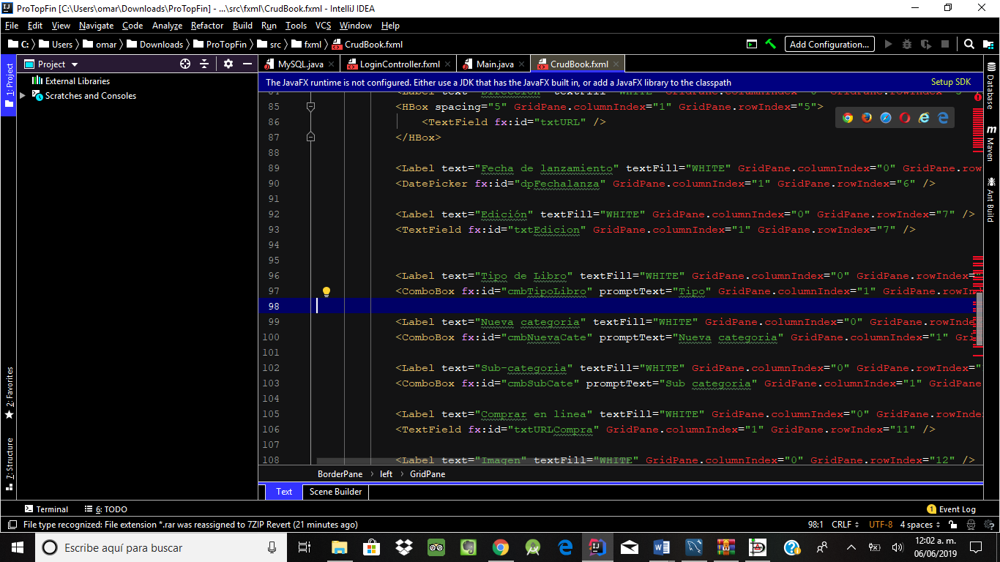 ProTopFin [C:\Users\omar\Downloads\ProTopFin] - ...\src\fxml\CrudBook.fxml - IntelliJ IDEA
File Edit View Navigate Code Analyze Refactor Build Run Tools VCS Window Help
C: Users omar Downloads ProTopFin src fxml CrudBook.fxml Add Configuration...
Project MySQL.java LoginController.fxml Main.java CrudBook.fxml
External Libraries
Scratches and Consoles
1: Project
2: Favorites
7: Structure
The JavaFX runtime is not configured. Either use a JDK that has the JavaFX built in, or add a JavaFX library to the classpath Setup SDK
85 <HBox spacing="5" GridPane.columnIndex="1" GridPane.rowIndex="5">
86 <TextField fx:id="txtURL" />
87 </HBox>
88
89 <Label text="Fecha de lanzamiento" textFill="WHITE" GridPane.columnIndex="0" GridPane.row
90 <DatePicker fx:id="dpFechalanza" GridPane.columnIndex="1" GridPane.rowIndex="6" />
91
92 <Label text="Edición" textFill="WHITE" GridPane.columnIndex="0" GridPane.rowIndex="7" />
93 <TextField fx:id="txtEdicion" GridPane.columnIndex="1" GridPane.rowIndex="7" />
94
95
96 <Label text="Tipo de Libro" textFill="WHITE" GridPane.columnIndex="0" GridPane.rowIndex="
97 <ComboBox fx:id="cmbTipoLibro" promptText="Tipo" GridPane.columnIndex="1" GridPane.rowIn
98
99 <Label text="Nueva categoria" textFill="WHITE" GridPane.columnIndex="0" GridPane.rowInde
100 <ComboBox fx:id="cmbNuevaCate" promptText="Nueva categoria" GridPane.columnIndex="1" Gri
101
102 <Label text="Sub-categoria" textFill="WHITE" GridPane.columnIndex="0" GridPane.rowIndex="
103 <ComboBox fx:id="cmbSubCate" promptText="Sub categoria" GridPane.columnIndex="1" GridPane
104
105 <Label text="Comprar en linea" textFill="WHITE" GridPane.columnIndex="0" GridPane.rowInde
106 <TextField fx:id="txtURLCompra" GridPane.columnIndex="1" GridPane.rowIndex="11" />
107
108 <Label text="Imagen" textFill="WHITE" GridPane.columnIndex="0" GridPane.rowIndex="12" />
Database
Maven
Ant Build
BorderPane left GridPane
Text Scene Builder
Terminal 6: TODO 1 Event Log
File type recognized: File extension *.rar was reassigned to 7ZIP Revert (21 minutes ago) 98:1 CRLF UTF-8 4 spaces
Escribe aquí para buscar 12:02 a. m.
06/06/2019